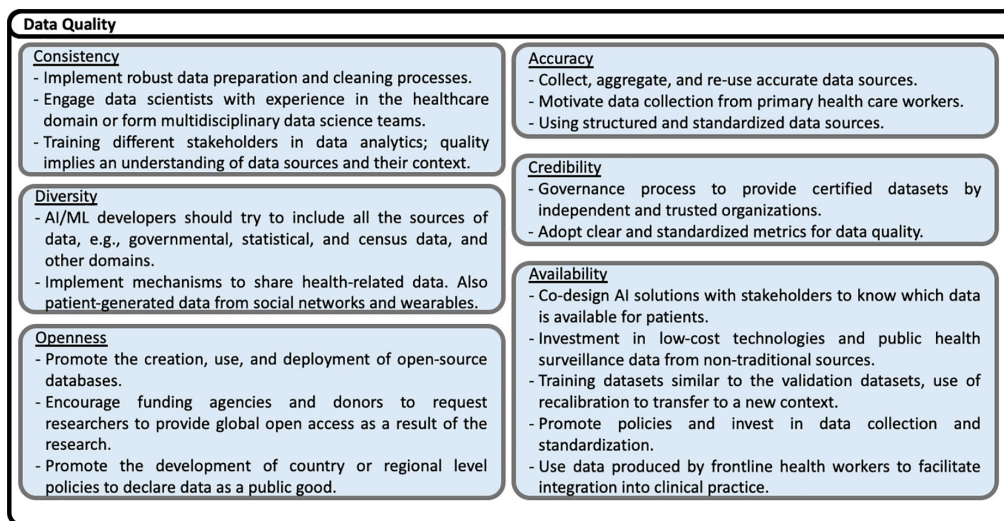 Data Quality
Consistency
- Implement robust data preparation and cleaning processes.
- Engage data scientists with experience in the healthcare
domain or form multidisciplinary data science teams.
- Training different stakeholders in data analytics; quality
implies an understanding of data sources and their context.
Diversity
- AI/ML developers should try to include all the sources of
data, e.g., governmental, statistical, and census data, and
other domains.
- Implement mechanisms to share health-related data. Also
patient-generated data from social networks and wearables.
Openness
- Promote the creation, use, and deployment of open-source
databases.
- Encourage funding agencies and donors to request
researchers to provide global open access as a result of the
research.
- Promote the development of country or regional level
policies to declare data as a public good.
Accuracy
- Collect, aggregate, and re-use accurate data sources.
- Motivate data collection from primary health care workers.
- Using structured and standardized data sources.
Credibility
- Governance process to provide certified datasets by
independent and trusted organizations.
- Adopt clear and standardized metrics for data quality.
Availability
- Co-design AI solutions with stakeholders to know which data
is available for patients.
- Investment in low-cost technologies and public health
surveillance data from non-traditional sources.
- Training datasets similar to the validation datasets, use of
recalibration to transfer to a new context.
- Promote policies and invest in data collection and
standardization.
- Use data produced by frontline health workers to facilitate
integration into clinical practice.